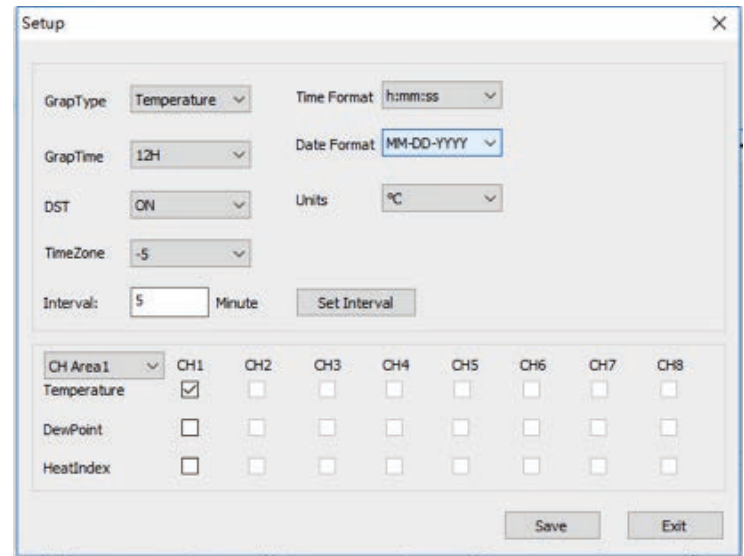 Setup
GrapType Temperature Time Format h:mm:ss
GrapTime 12H Date Format MM-DD-YYYY
DST ON Units °C
TimeZone -5
Interval: 5 Minute Set Interval
CH Area1 CH1 CH2 CH3 CH4 CH5 CH6 CH7 CH8
Temperature
DewPoint
HeatIndex
Save Exit